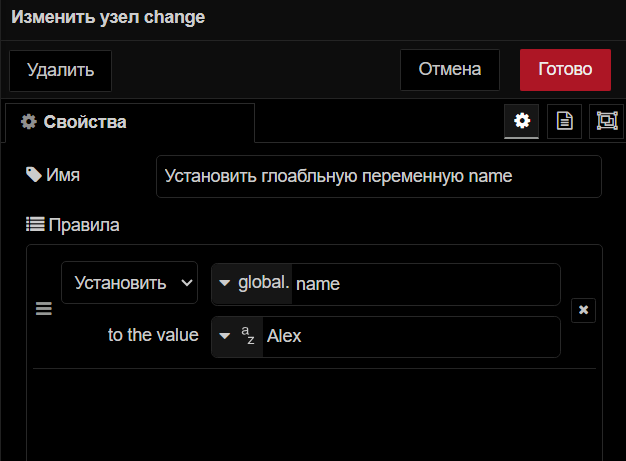 Изменить узел change
Удалить
Отмена
Готово
Свойства
Имя
Установить глоабльную переменную name
Правила
Установить
global. name
to the value
az Alex